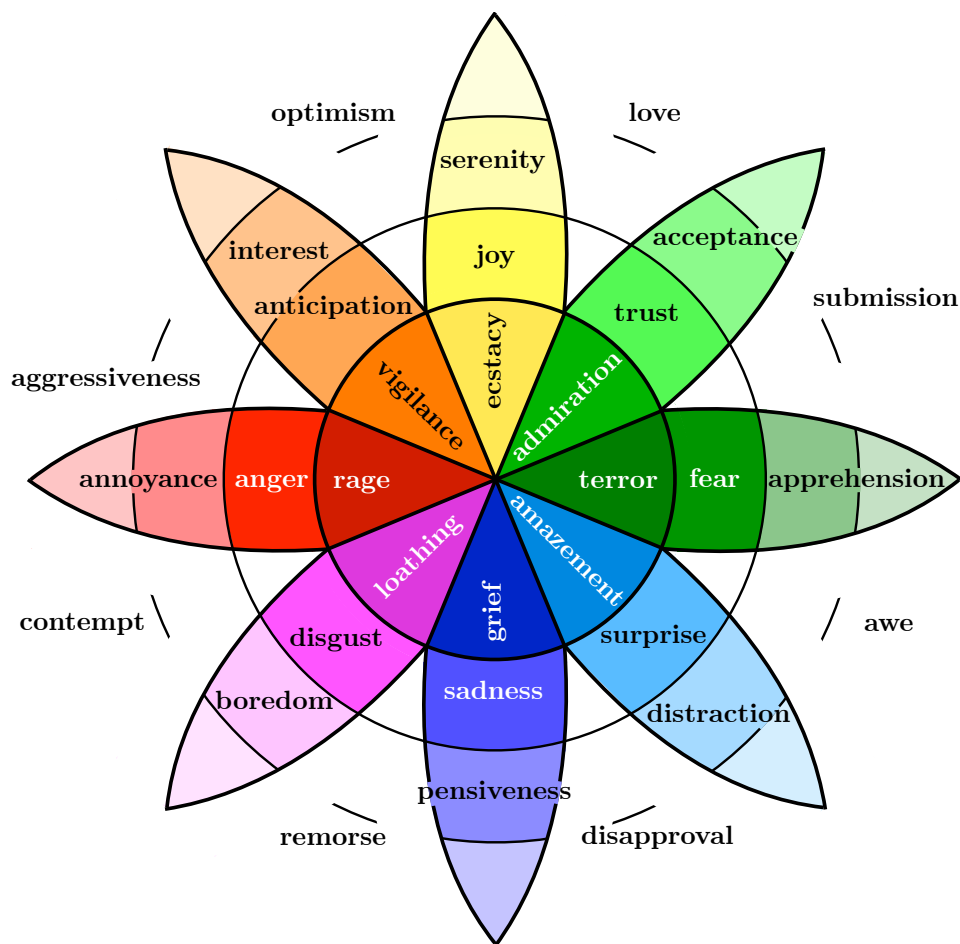 optimism
love
serenity
interest
acceptance
joy
anticipation
trust
submission
ecstacy
vigilance
admiration
aggressiveness
annoyance
anger
rage
terror
fear
apprehension
loathing
amazement
grief
contempt
awe
disgust
surprise
sadness
boredom
distraction
pensiveness
remorse
disapproval